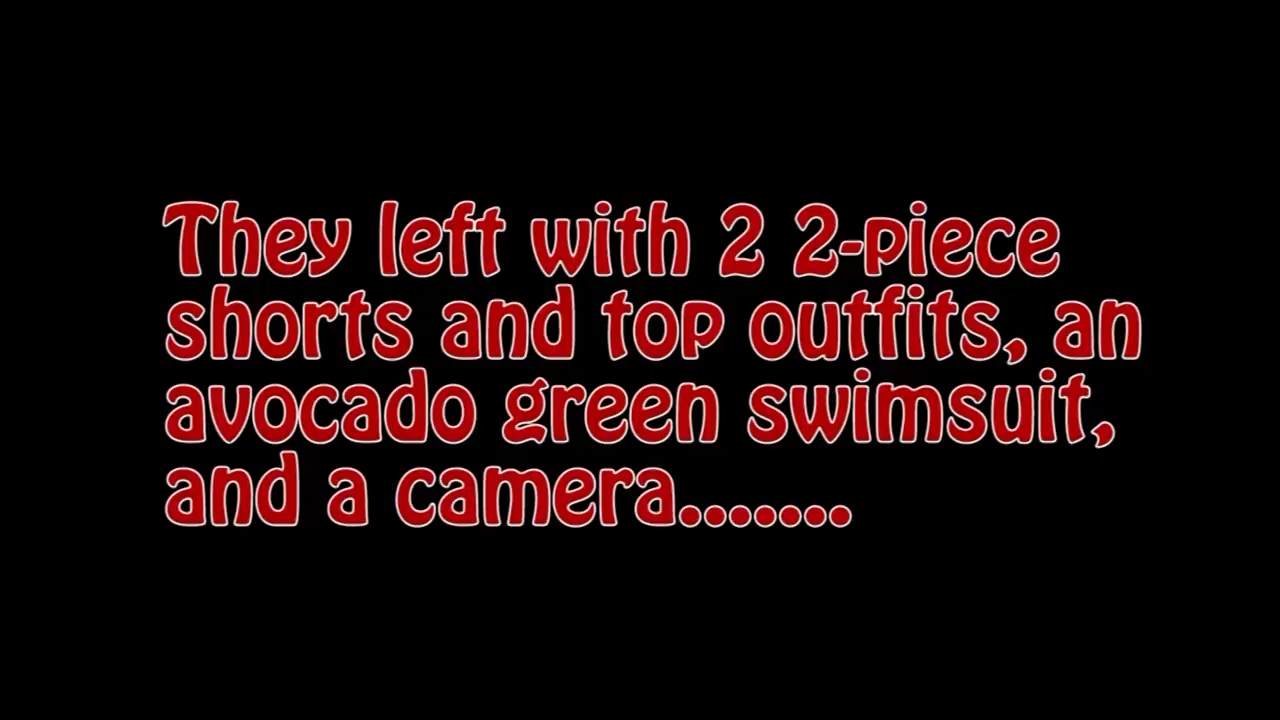 They left with 2 2-piece
shorts and top outfits, an
avocado green swimsuit,
and a camera.......